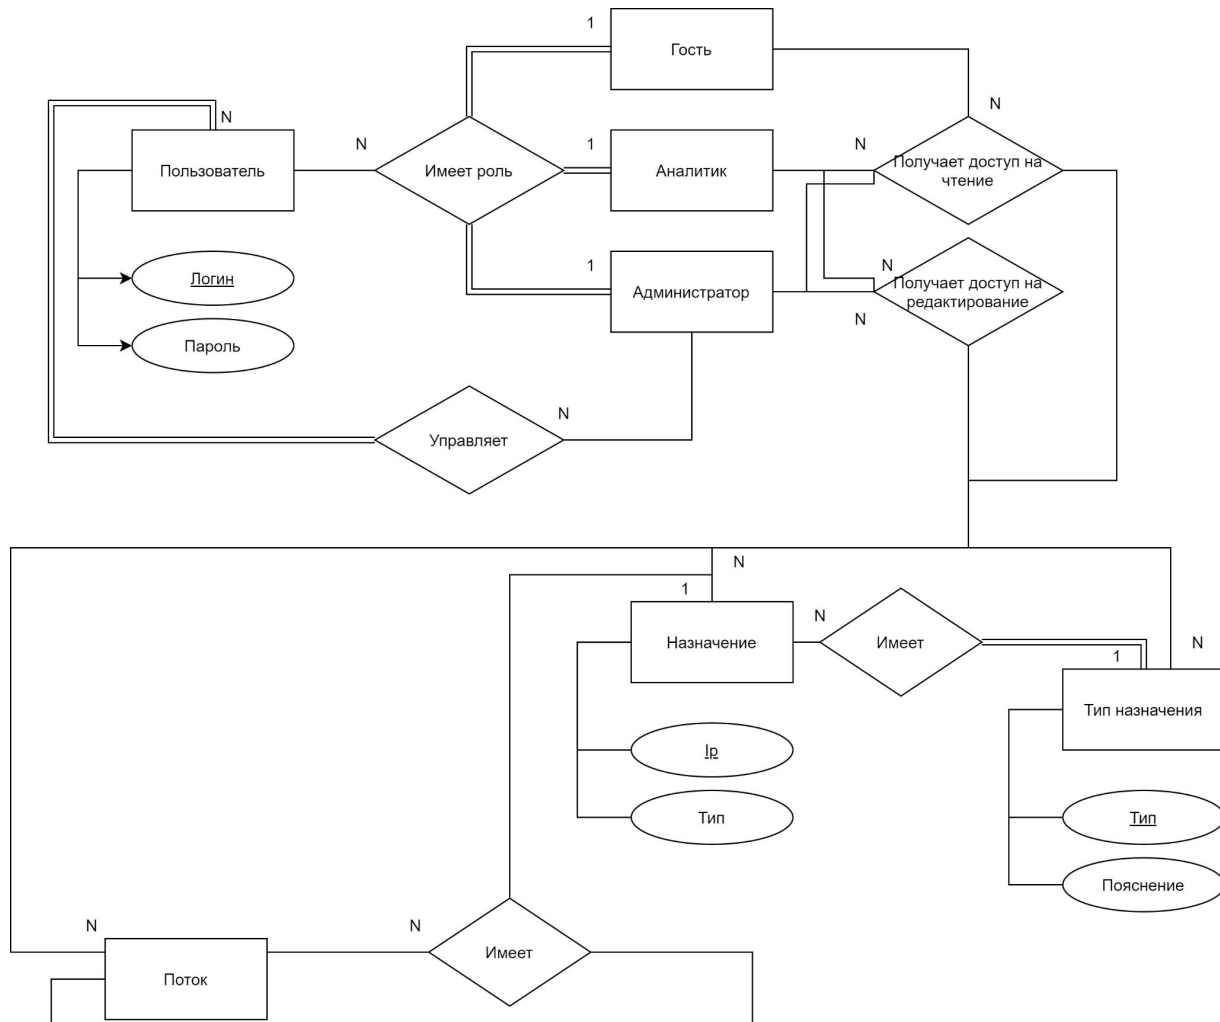 1
Гость
N
N
Пользователь
N
Имеет роль
1
Аналитик
N
Получает доступ на
чтение
Логин
1
Администратор
N
Получает доступ на
редактирование
N
Пароль
N
Управляет
N
1
Назначение
N
Имеет
N
1
Тип назначения
Ip
Тип
Тип
Пояснение
N
Поток
N
Имеет